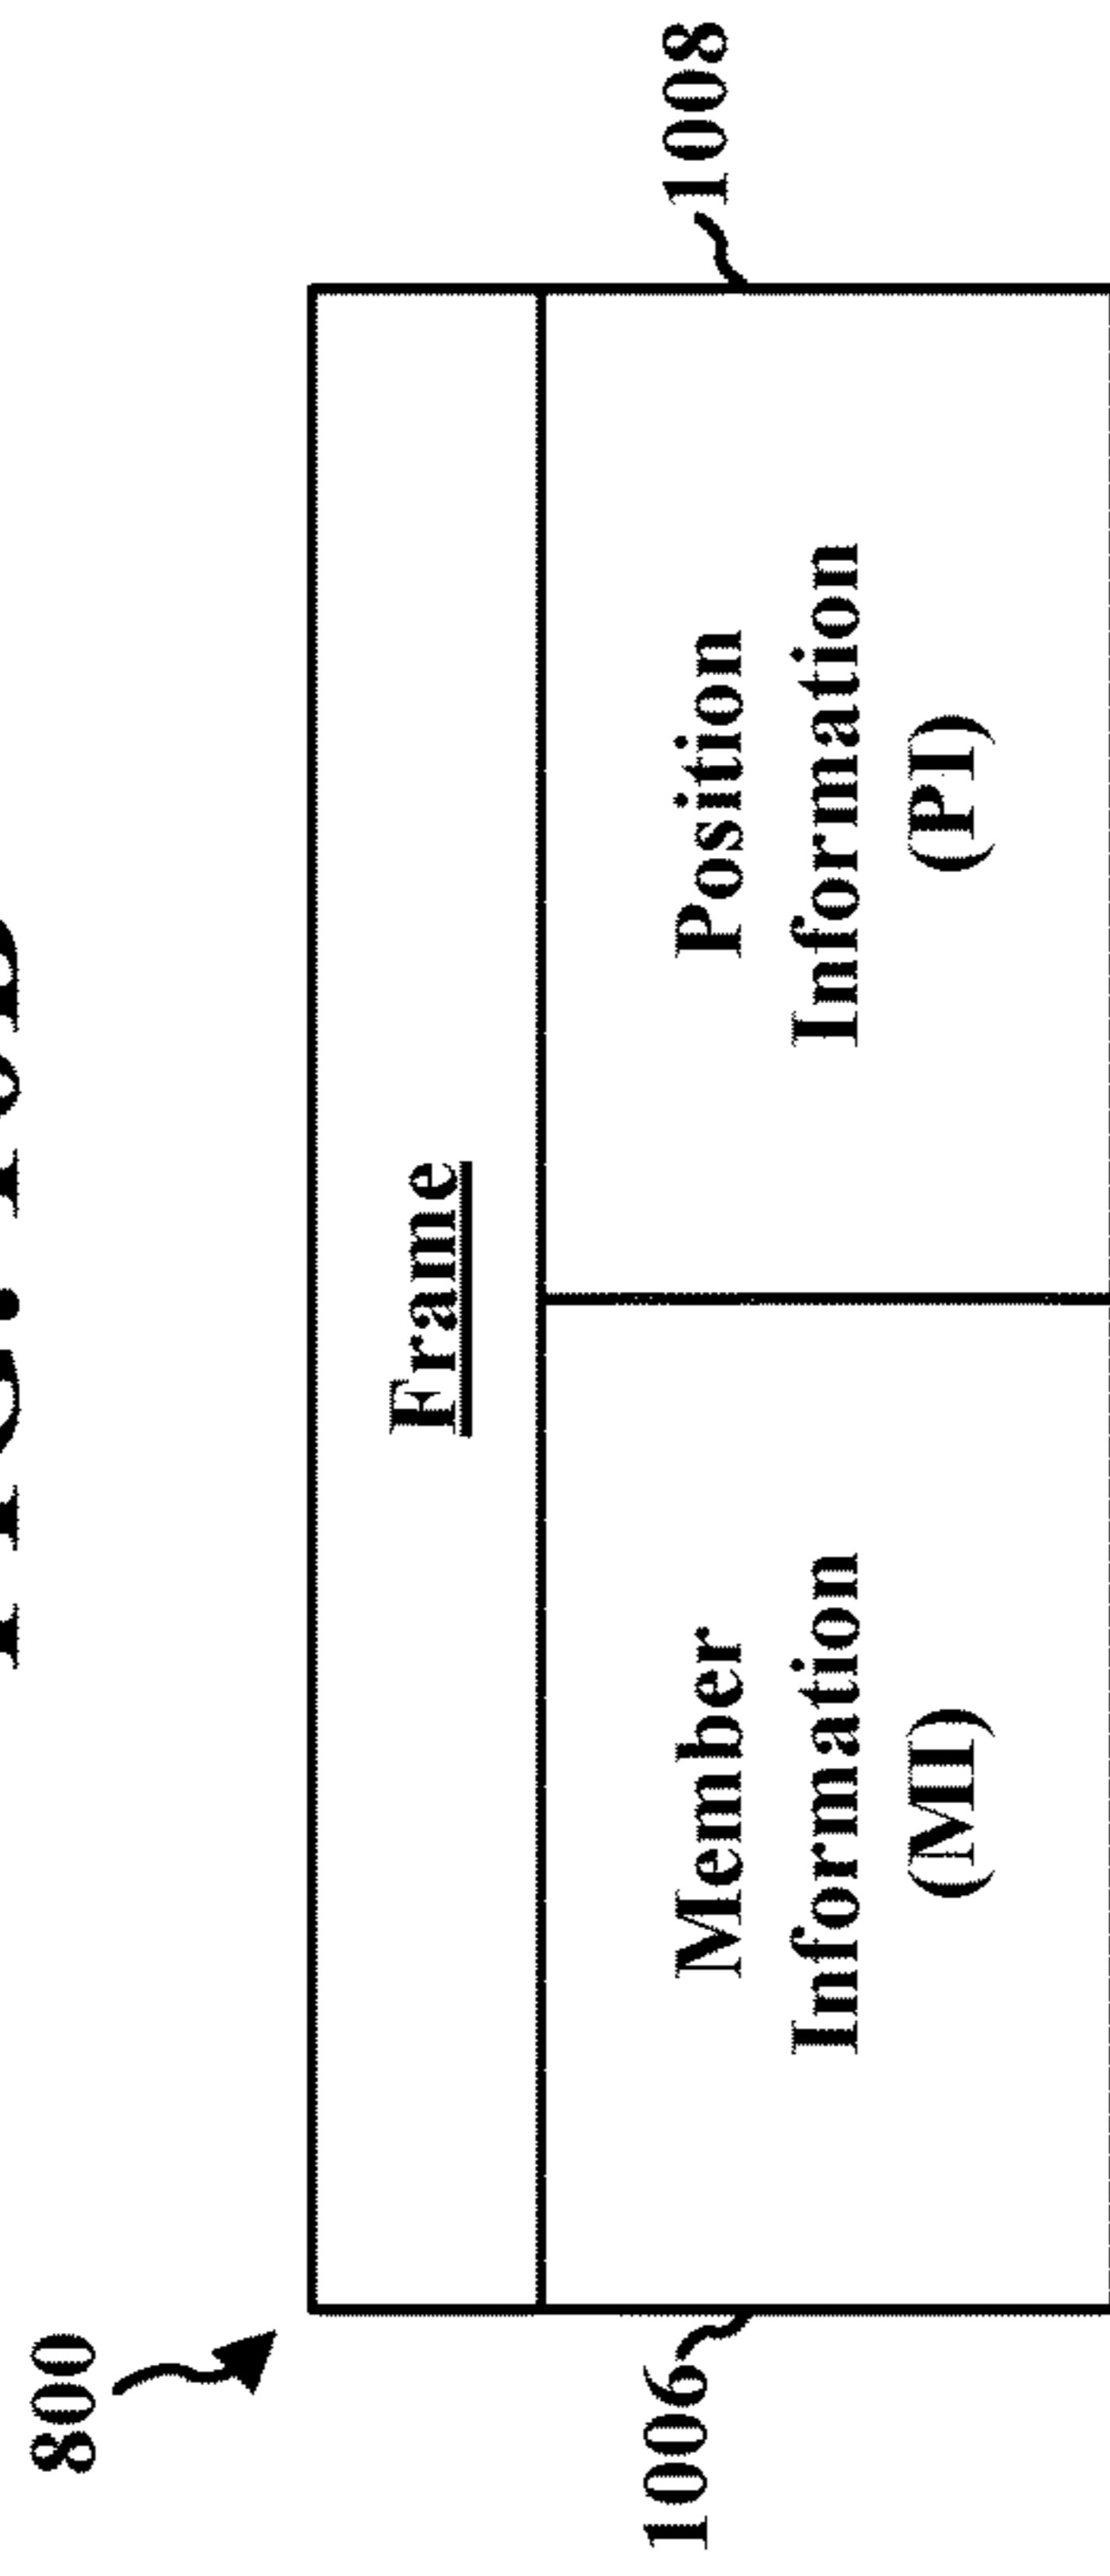 800
Frame
Member
Information
(MI)
Position
Information
(PI)
1006
1008